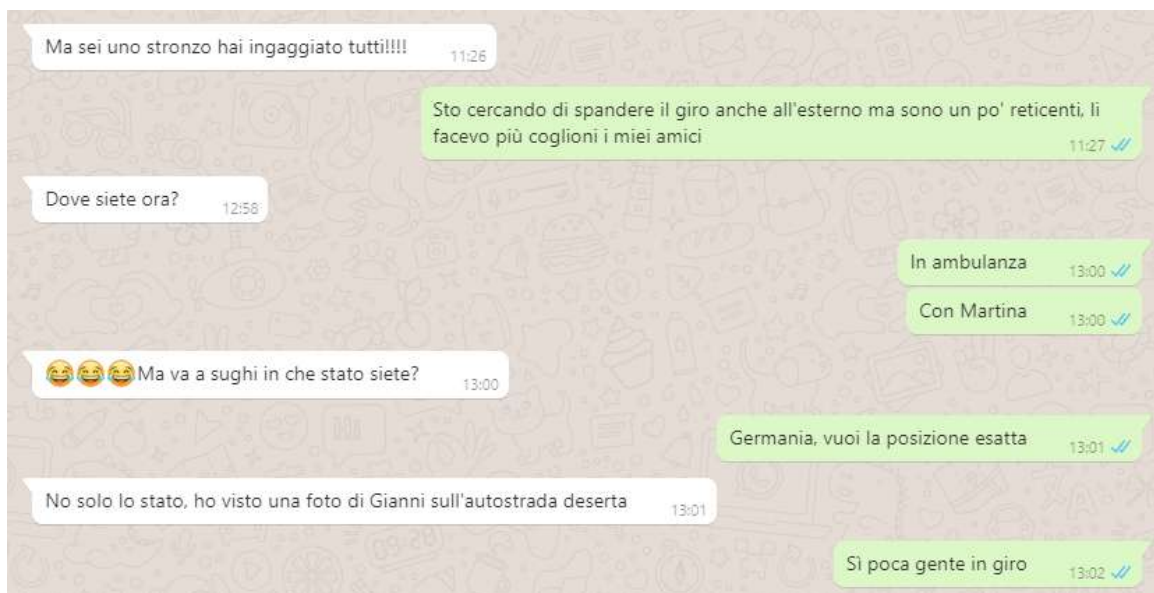 Ma sei uno stronzo hai ingaggiato tutti!!!!
11:26
Sto cercando di spandere il giro anche all'esterno ma sono un po' reticenti, li
facevo più coglioni i miei amici
11:27
Dove siete ora?
12:58
In ambulanza
13:00
Con Martina
13:00
😂😂😂Ma va a sughi in che stato siete?
13:00
Germania, vuoi la posizione esatta
13:01
No solo lo stato, ho visto una foto di Gianni sull'autostrada deserta
13:01
Sì poca gente in giro
13:02